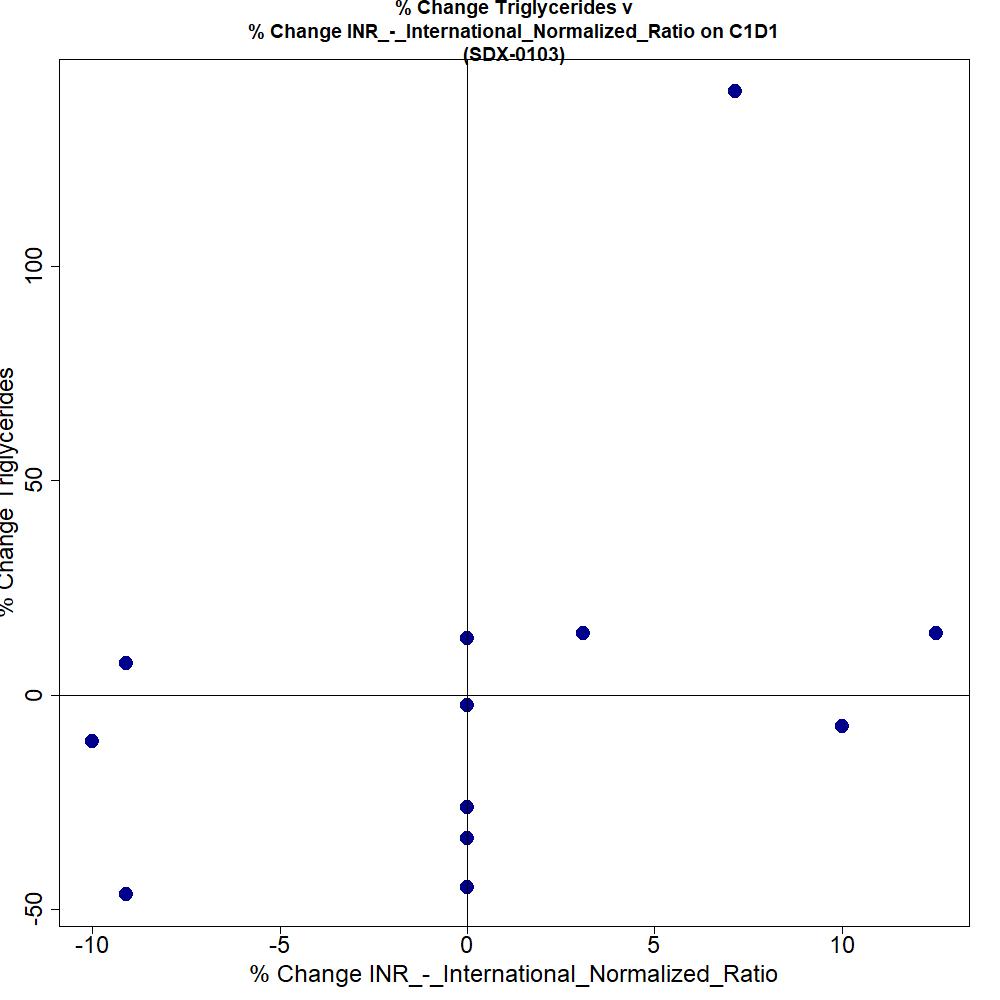 % Change Triglycerides v
% Change INR_-_International_Normalized_Ratio on C1D1
(SDX-0103)
% Change Triglycerides
100
50
0
-50
-10
-5
0
5
10
% Change INR_-_International_Normalized_Ratio